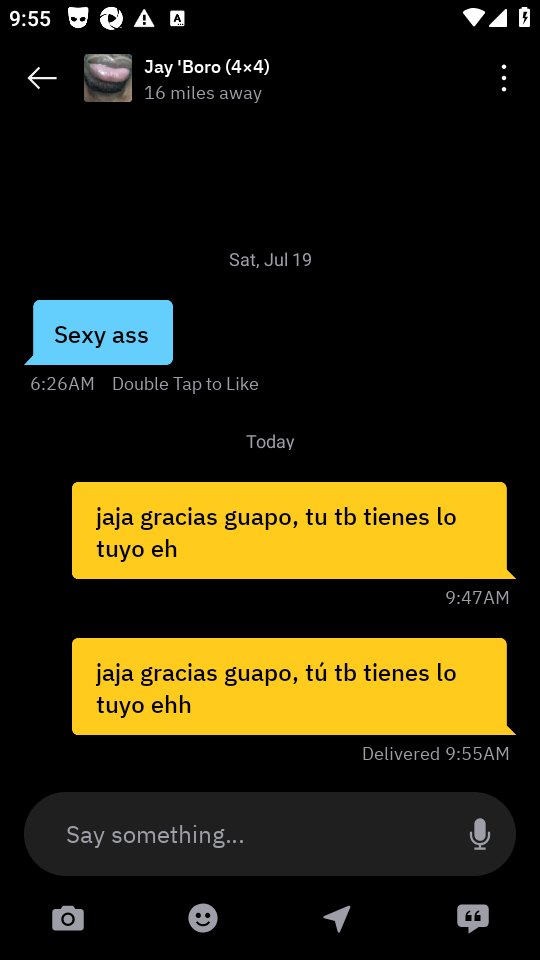 9:55
Jay 'Boro (4×4)
16 miles away
Sat, Jul 19
Sexy ass
6:26AM Double Tap to Like
Today
jaja gracias guapo, tu tb tienes lo
tuyo eh
9:47AM
jaja gracias guapo, tú tb tienes lo
tuyo ehh
Delivered 9:55AM
Say something...